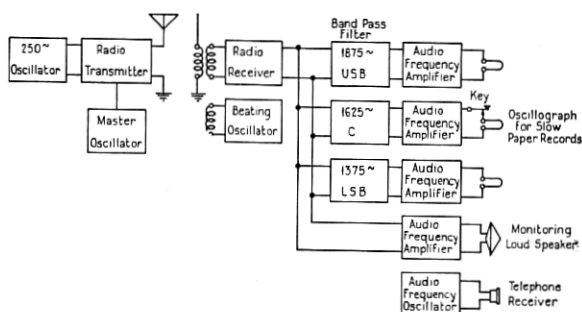 250~
Oscillator
Radio
Transmitter
Master
Oscillator
Radio
Receiver
Beating
Oscillator
Band Pass
Filter
1875~
USB
Audio
Frequency
Amplifier
1625~
C
Audio
Frequency
Amplifier
Key
Oscillograph
for Slow
Paper Records
1375~
LSB
Audio
Frequency
Amplifier
Audio
Frequency
Amplifier
Monitoring
Loud Speaker
Audio
Frequency
Oscillator
Telephone
Receiver